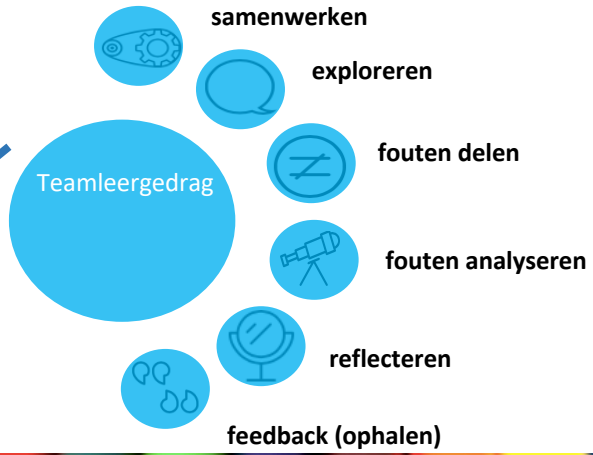 samenwerken
exploreren
fouten delen
Teamleergedrag
fouten analyseren
reflecteren
feedback (ophalen)